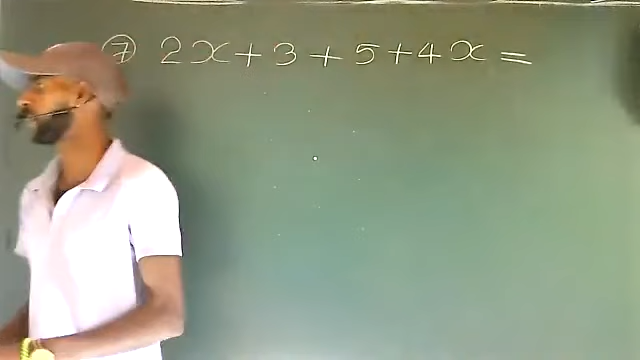 ⑦ 2x + 3 + 5 + 4x =